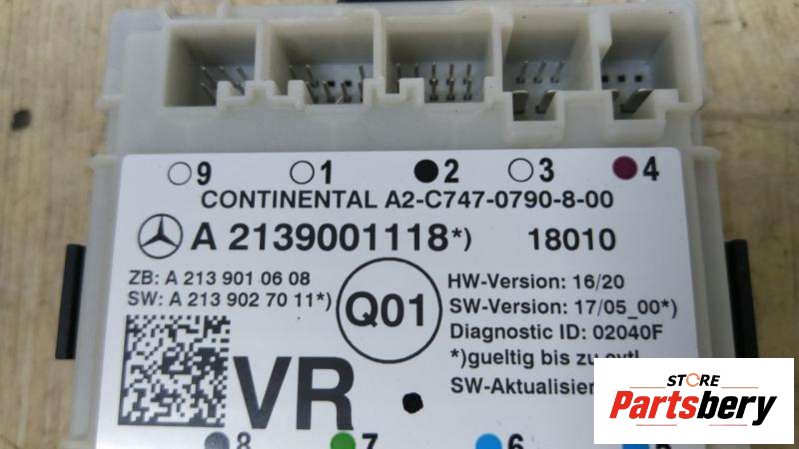 9 1 2 3 4
CONTINENTAL A2-C747-0790-8-00
A 2139001118*) 18010
ZB: A 213 901 06 08
SW: A 213 902 70 11*)
Q01
HW-Version: 16/20
SW-Version: 17/05_00*)
Diagnostic ID: 02040F
*)gueltig bis zu evtl
SW-Aktualisier
VR
8 7 6
STORE
Partsbery